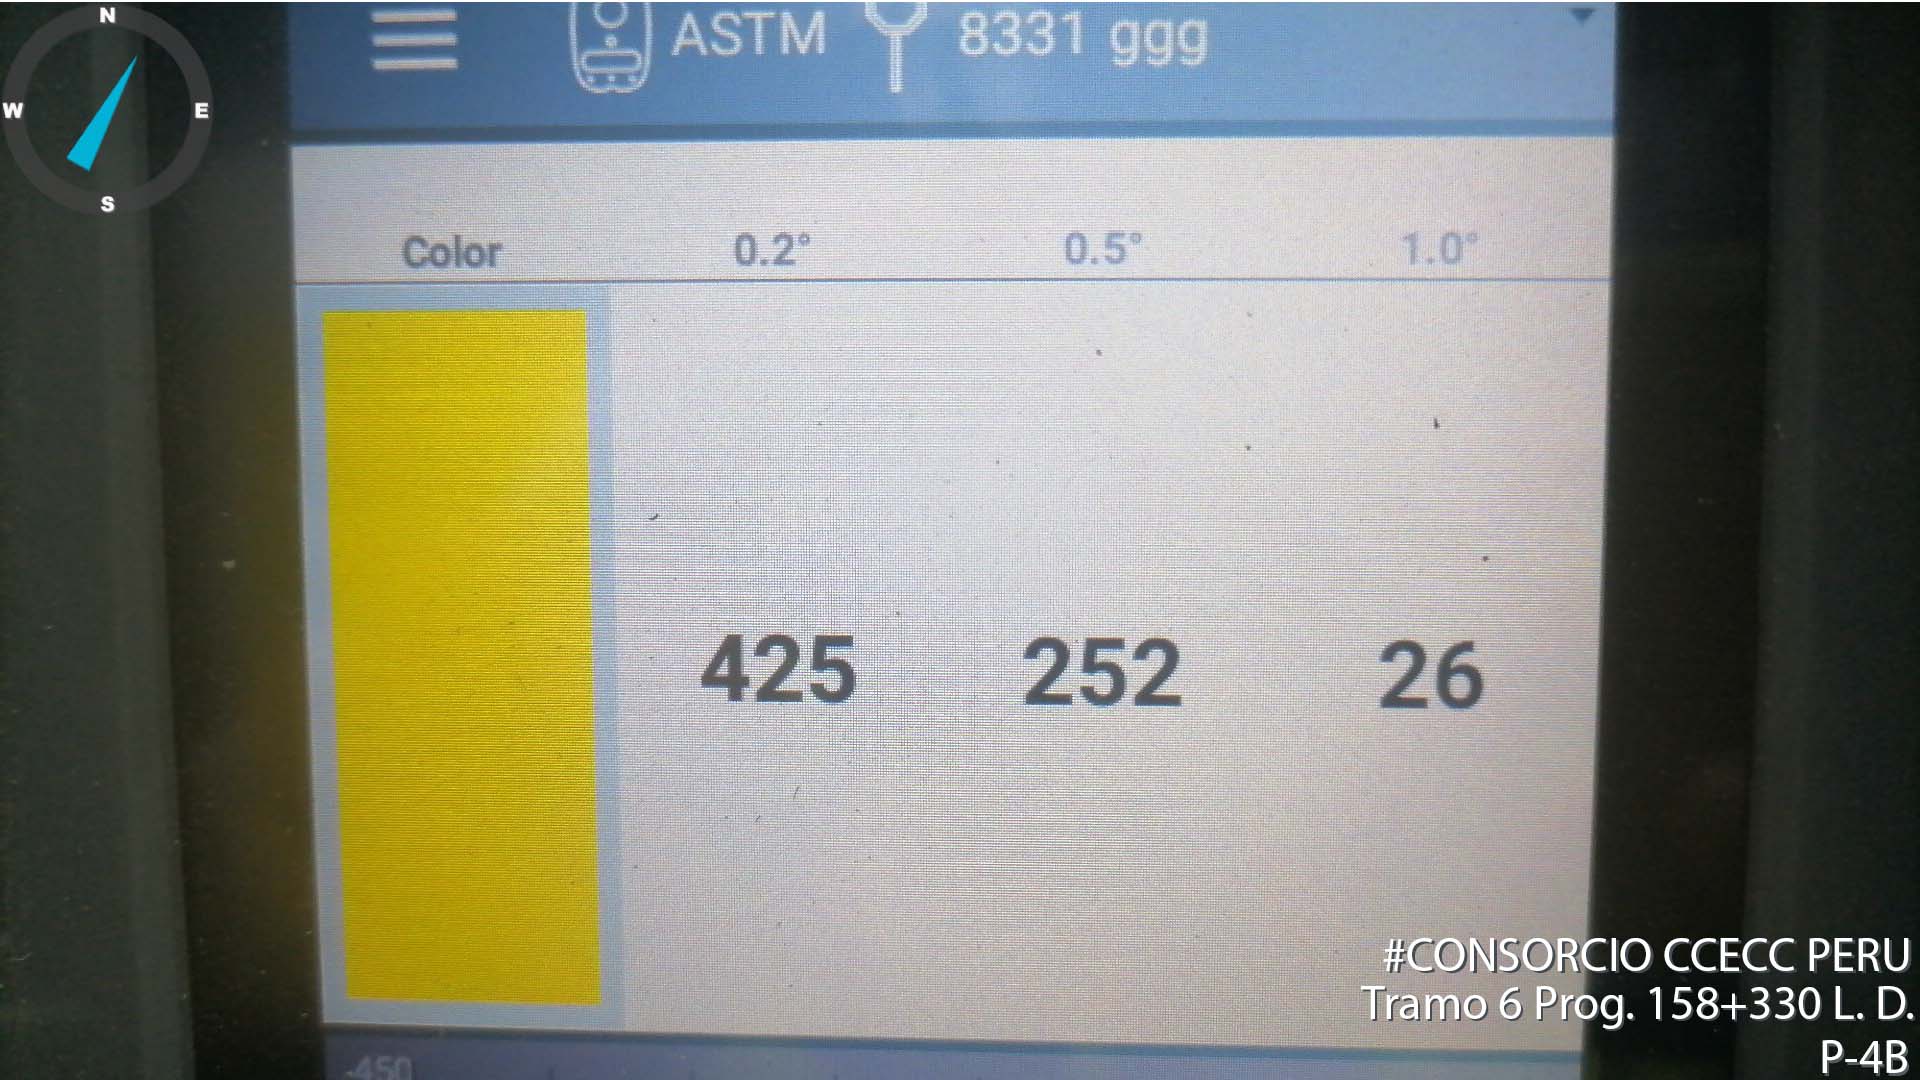 N
W E
S
ASTM 8331 ggg
Color 0.2° 0.5° 1.0°
425 252 26
#CONSORCIO CCECC PERU
Tramo 6 Prog. 158+330 L. D.
P-4B
-450